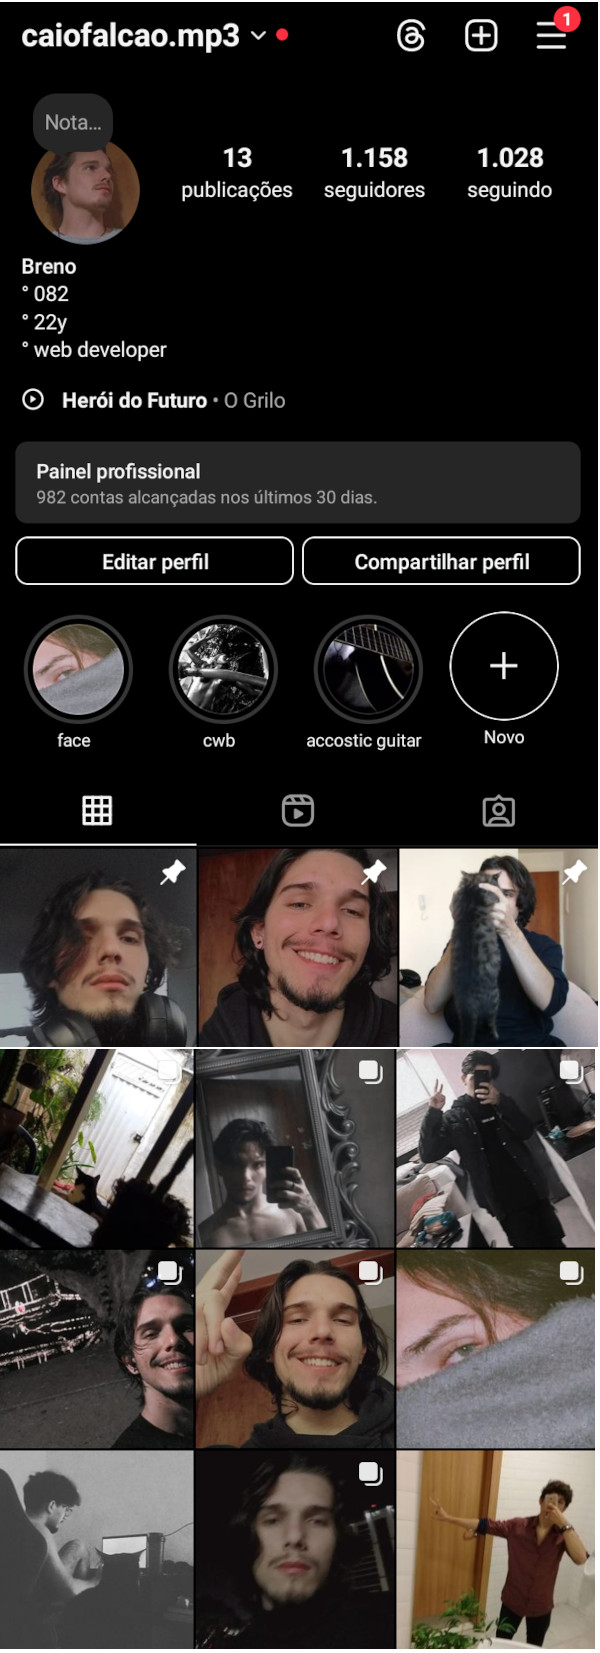 caiofalcao.mp3
1
Nota...
13
publicações
1.158
seguidores
1.028
seguindo
Breno
° 082
° 22y
° web developer
Herói do Futuro • O Grilo
Painel profissional
982 contas alcançadas nos últimos 30 dias.
Editar perfil
Compartilhar perfil
face
cwb
accostic guitar
Novo